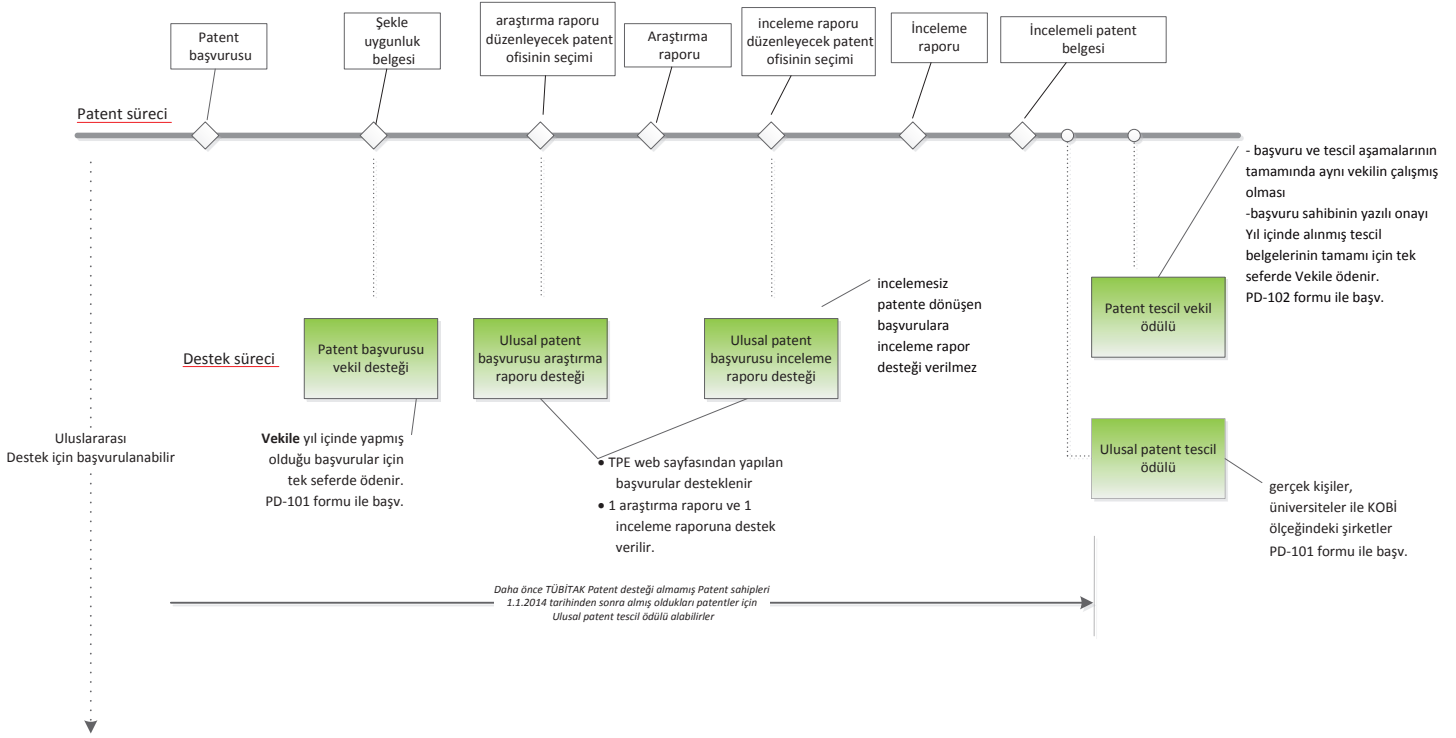 Patent
başvurusu
Şekle
uygunluk
belgesi
araştırma raporu
düzenleyecek patent
ofisinin seçimi
Araştırma
raporu
inceleme raporu
düzenleyecek patent
ofisinin seçimi
İnceleme
raporu
İncelemeli patent
belgesi
Patent süreci
- başvuru ve tescil aşamalarının
tamamında aynı vekilin çalışmış
olması
-başvuru sahibinin yazılı onayı
Yıl içinde alınmış tescil
belgelerinin tamamı için tek
seferde Vekile ödenir.
PD-102 formu ile başv.
Destek süreci
Patent başvurusu
vekil desteği
Ulusal patent
başvurusu araştırma
raporu desteği
Ulusal patent
başvurusu inceleme
raporu desteği
incelemesiz
patente dönüşen
başvurulara
inceleme rapor
desteği verilmez
Patent tescil vekil
ödülü
Uluslararası
Destek için başvurulanabilir
Vekile yıl içinde yapmış
olduğu başvurular için
tek seferde ödenir.
PD-101 formu ile başv.
• TPE web sayfasından yapılan
başvurular desteklenir
• 1 araştırma raporu ve 1
inceleme raporuna destek
verilir.
Ulusal patent tescil
ödülü
gerçek kişiler,
üniversiteler ile KOBİ
ölçeğindeki şirketler
PD-101 formu ile başv.
Daha önce TÜBİTAK Patent desteği almamış Patent sahipleri
1.1.2014 tarihinden sonra almış oldukları patentler için
Ulusal patent tescil ödülü alabilirler